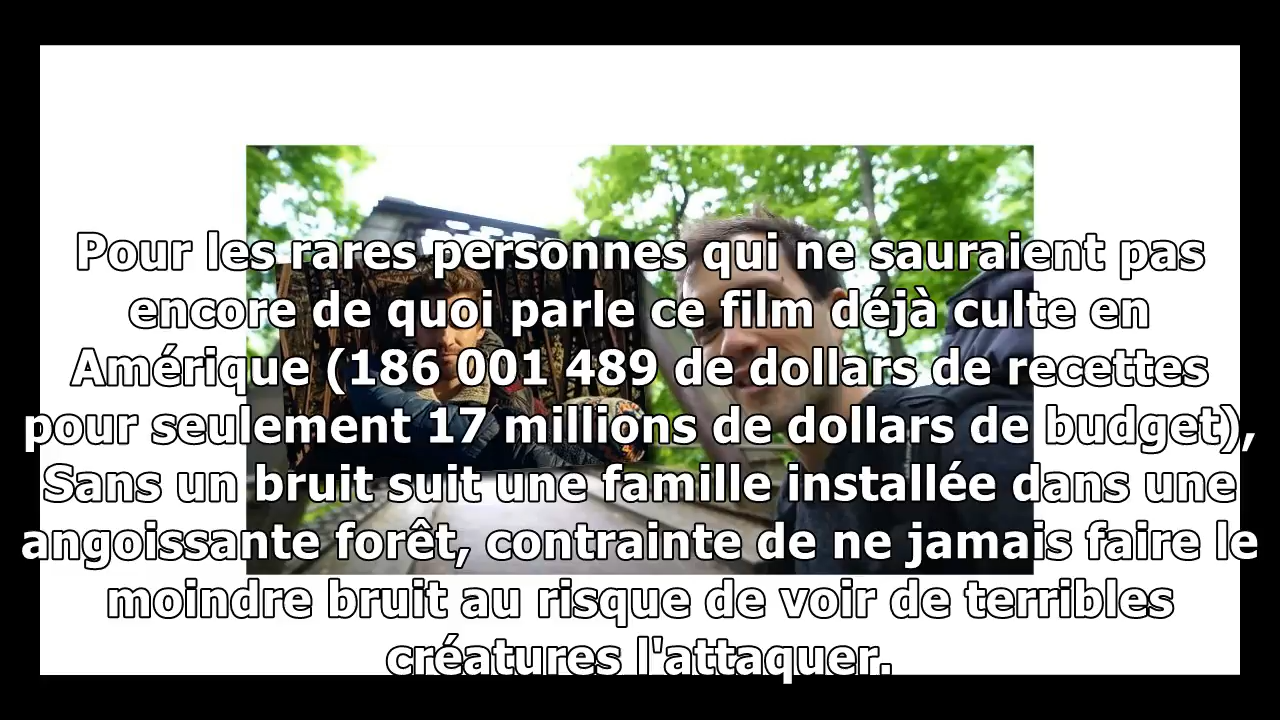 Pour les rares personnes qui ne sauraient pas
encore de quoi parle ce film déjà culte en
Amérique (186 001 489 de dollars de recettes
pour seulement 17 millions de dollars de budget),
Sans un bruit suit une famille installée dans une
angoissante forêt, contrainte de ne jamais faire le
moindre bruit au risque de voir de terribles
créatures l'attaquer.